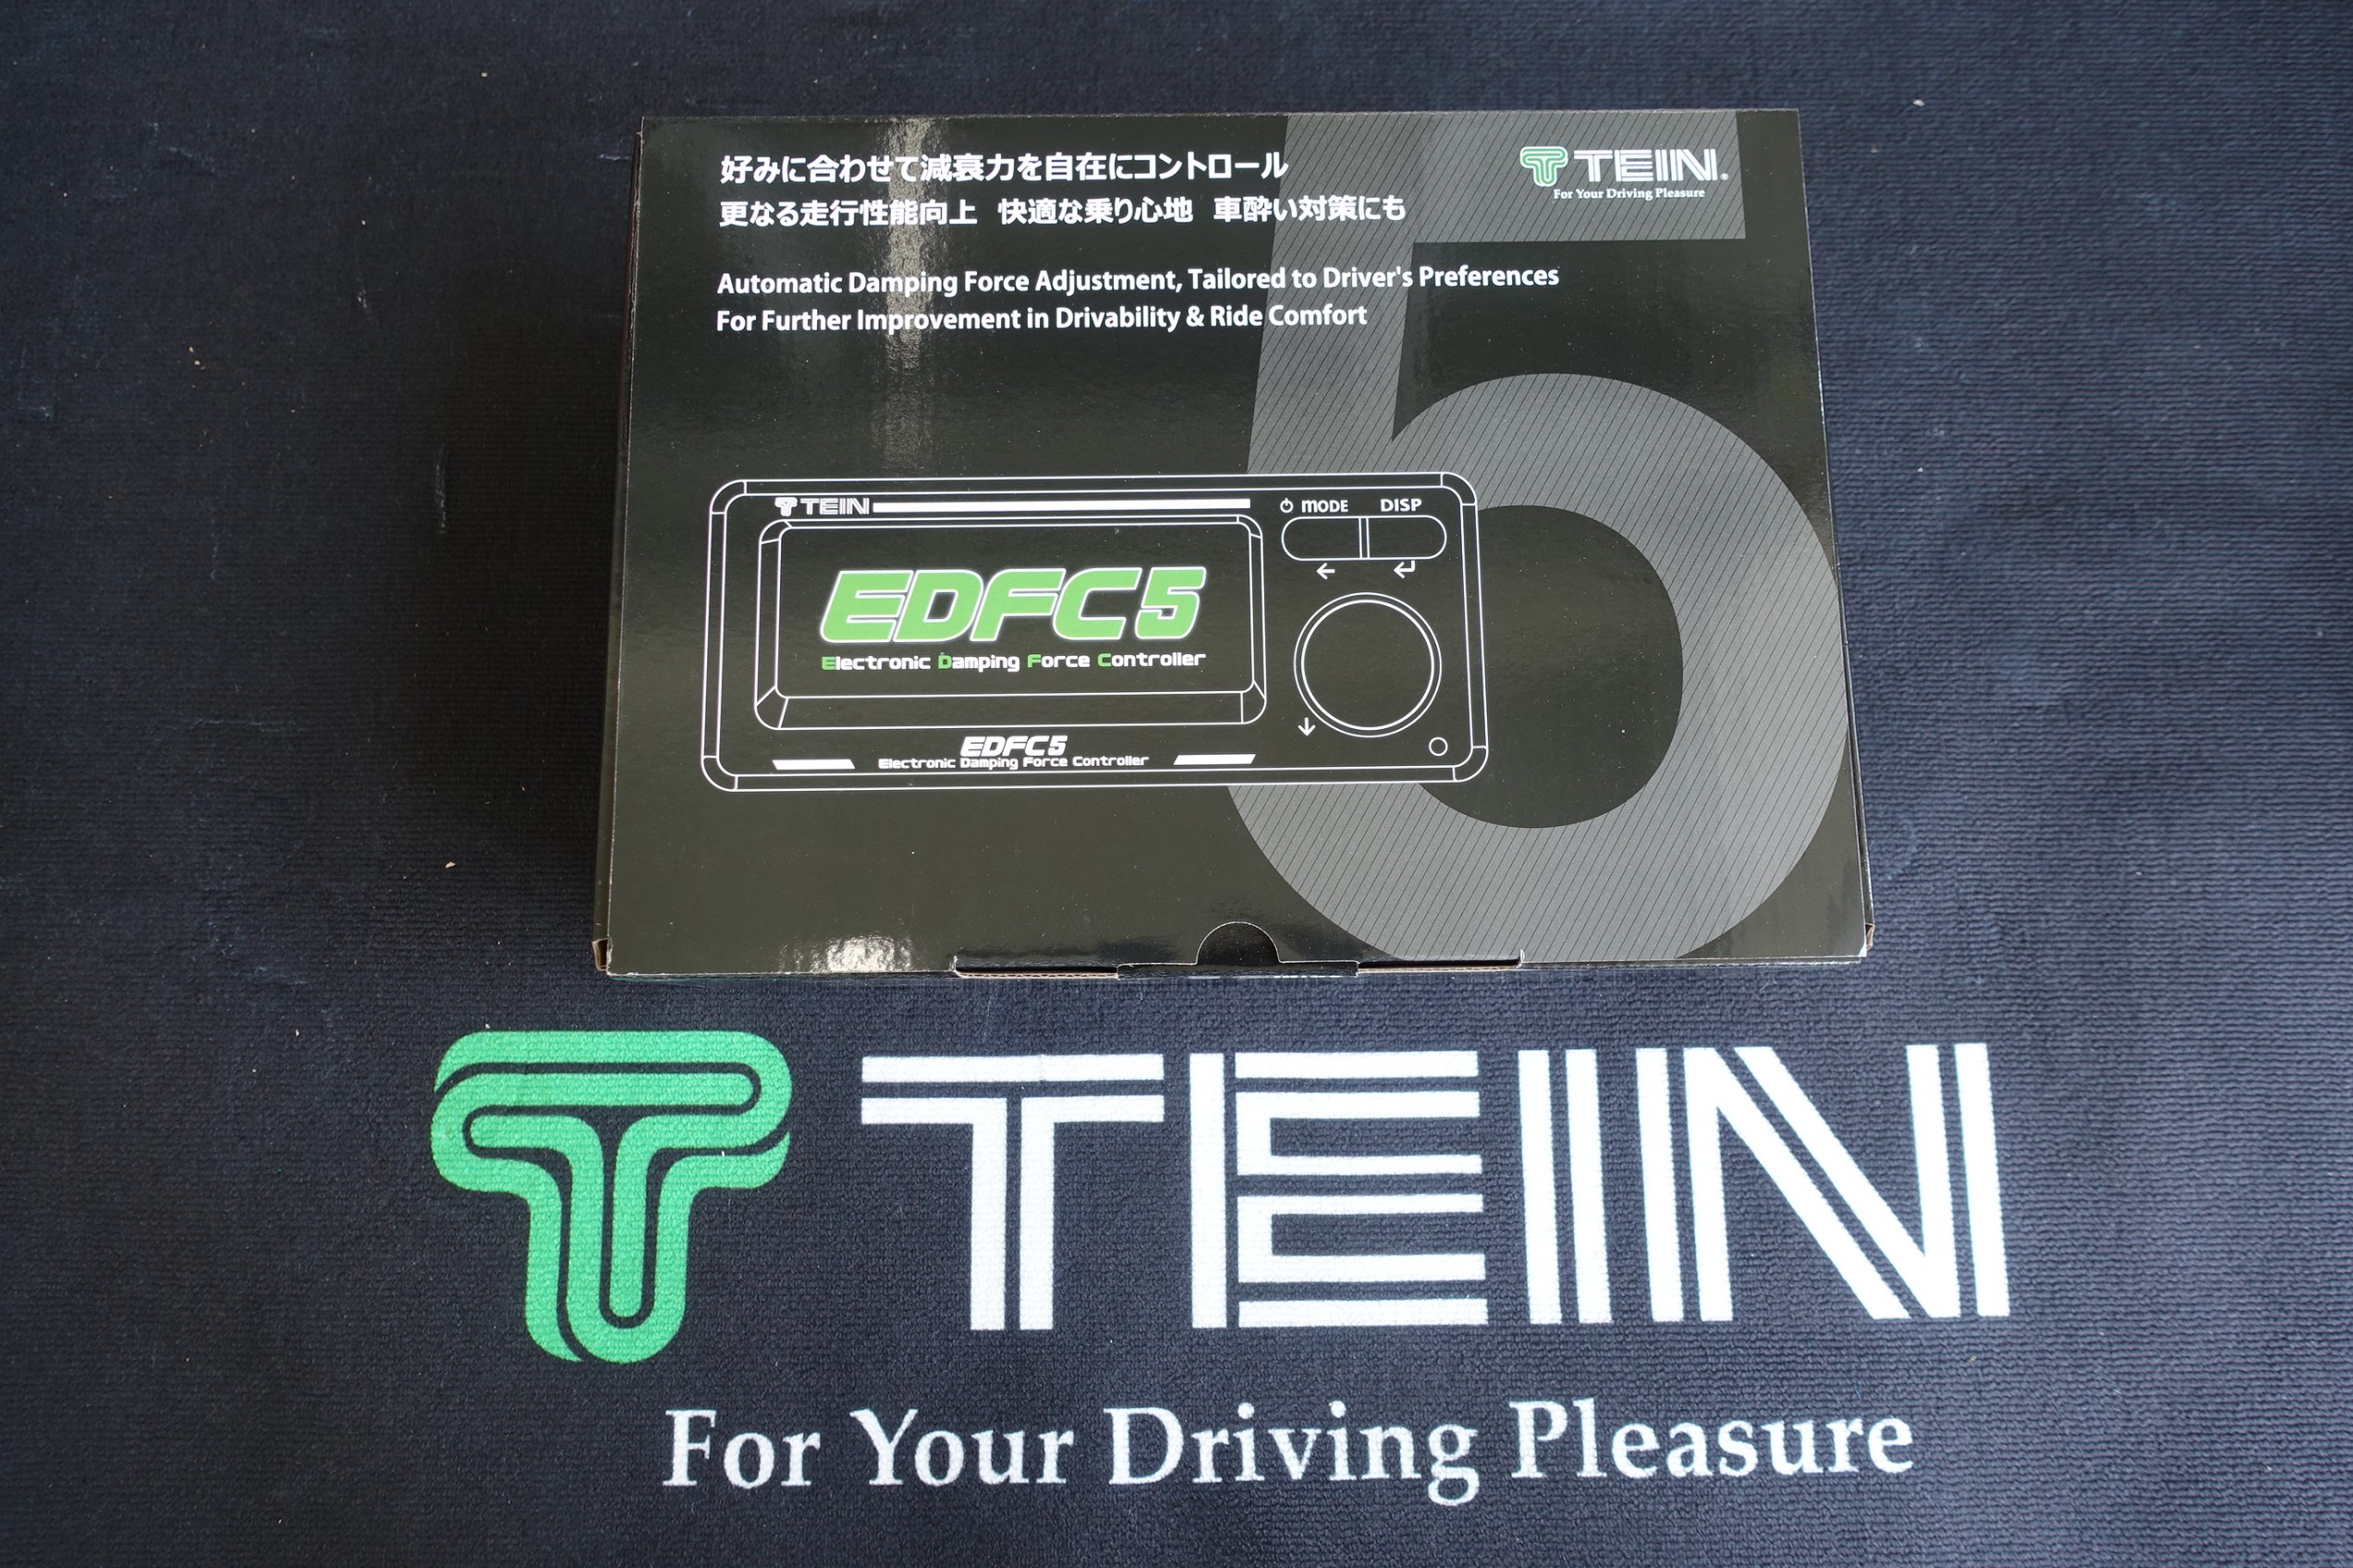 好みに合わせて減衰力を自在にコントロール
更なる走行性能向上 快適な乗り心地 車酔い対策にも
TEIN®
For Your Driving Pleasure
Automatic Damping Force Adjustment, Tailored to Driver's Preferences
For Further Improvement in Drivability & Ride Comfort
5
TEIN
MODE DISP
EDFC5
Electronic Damping Force Controller
EDFC5
Electronic Damping Force Controller
TEIN
For Your Driving Pleasure